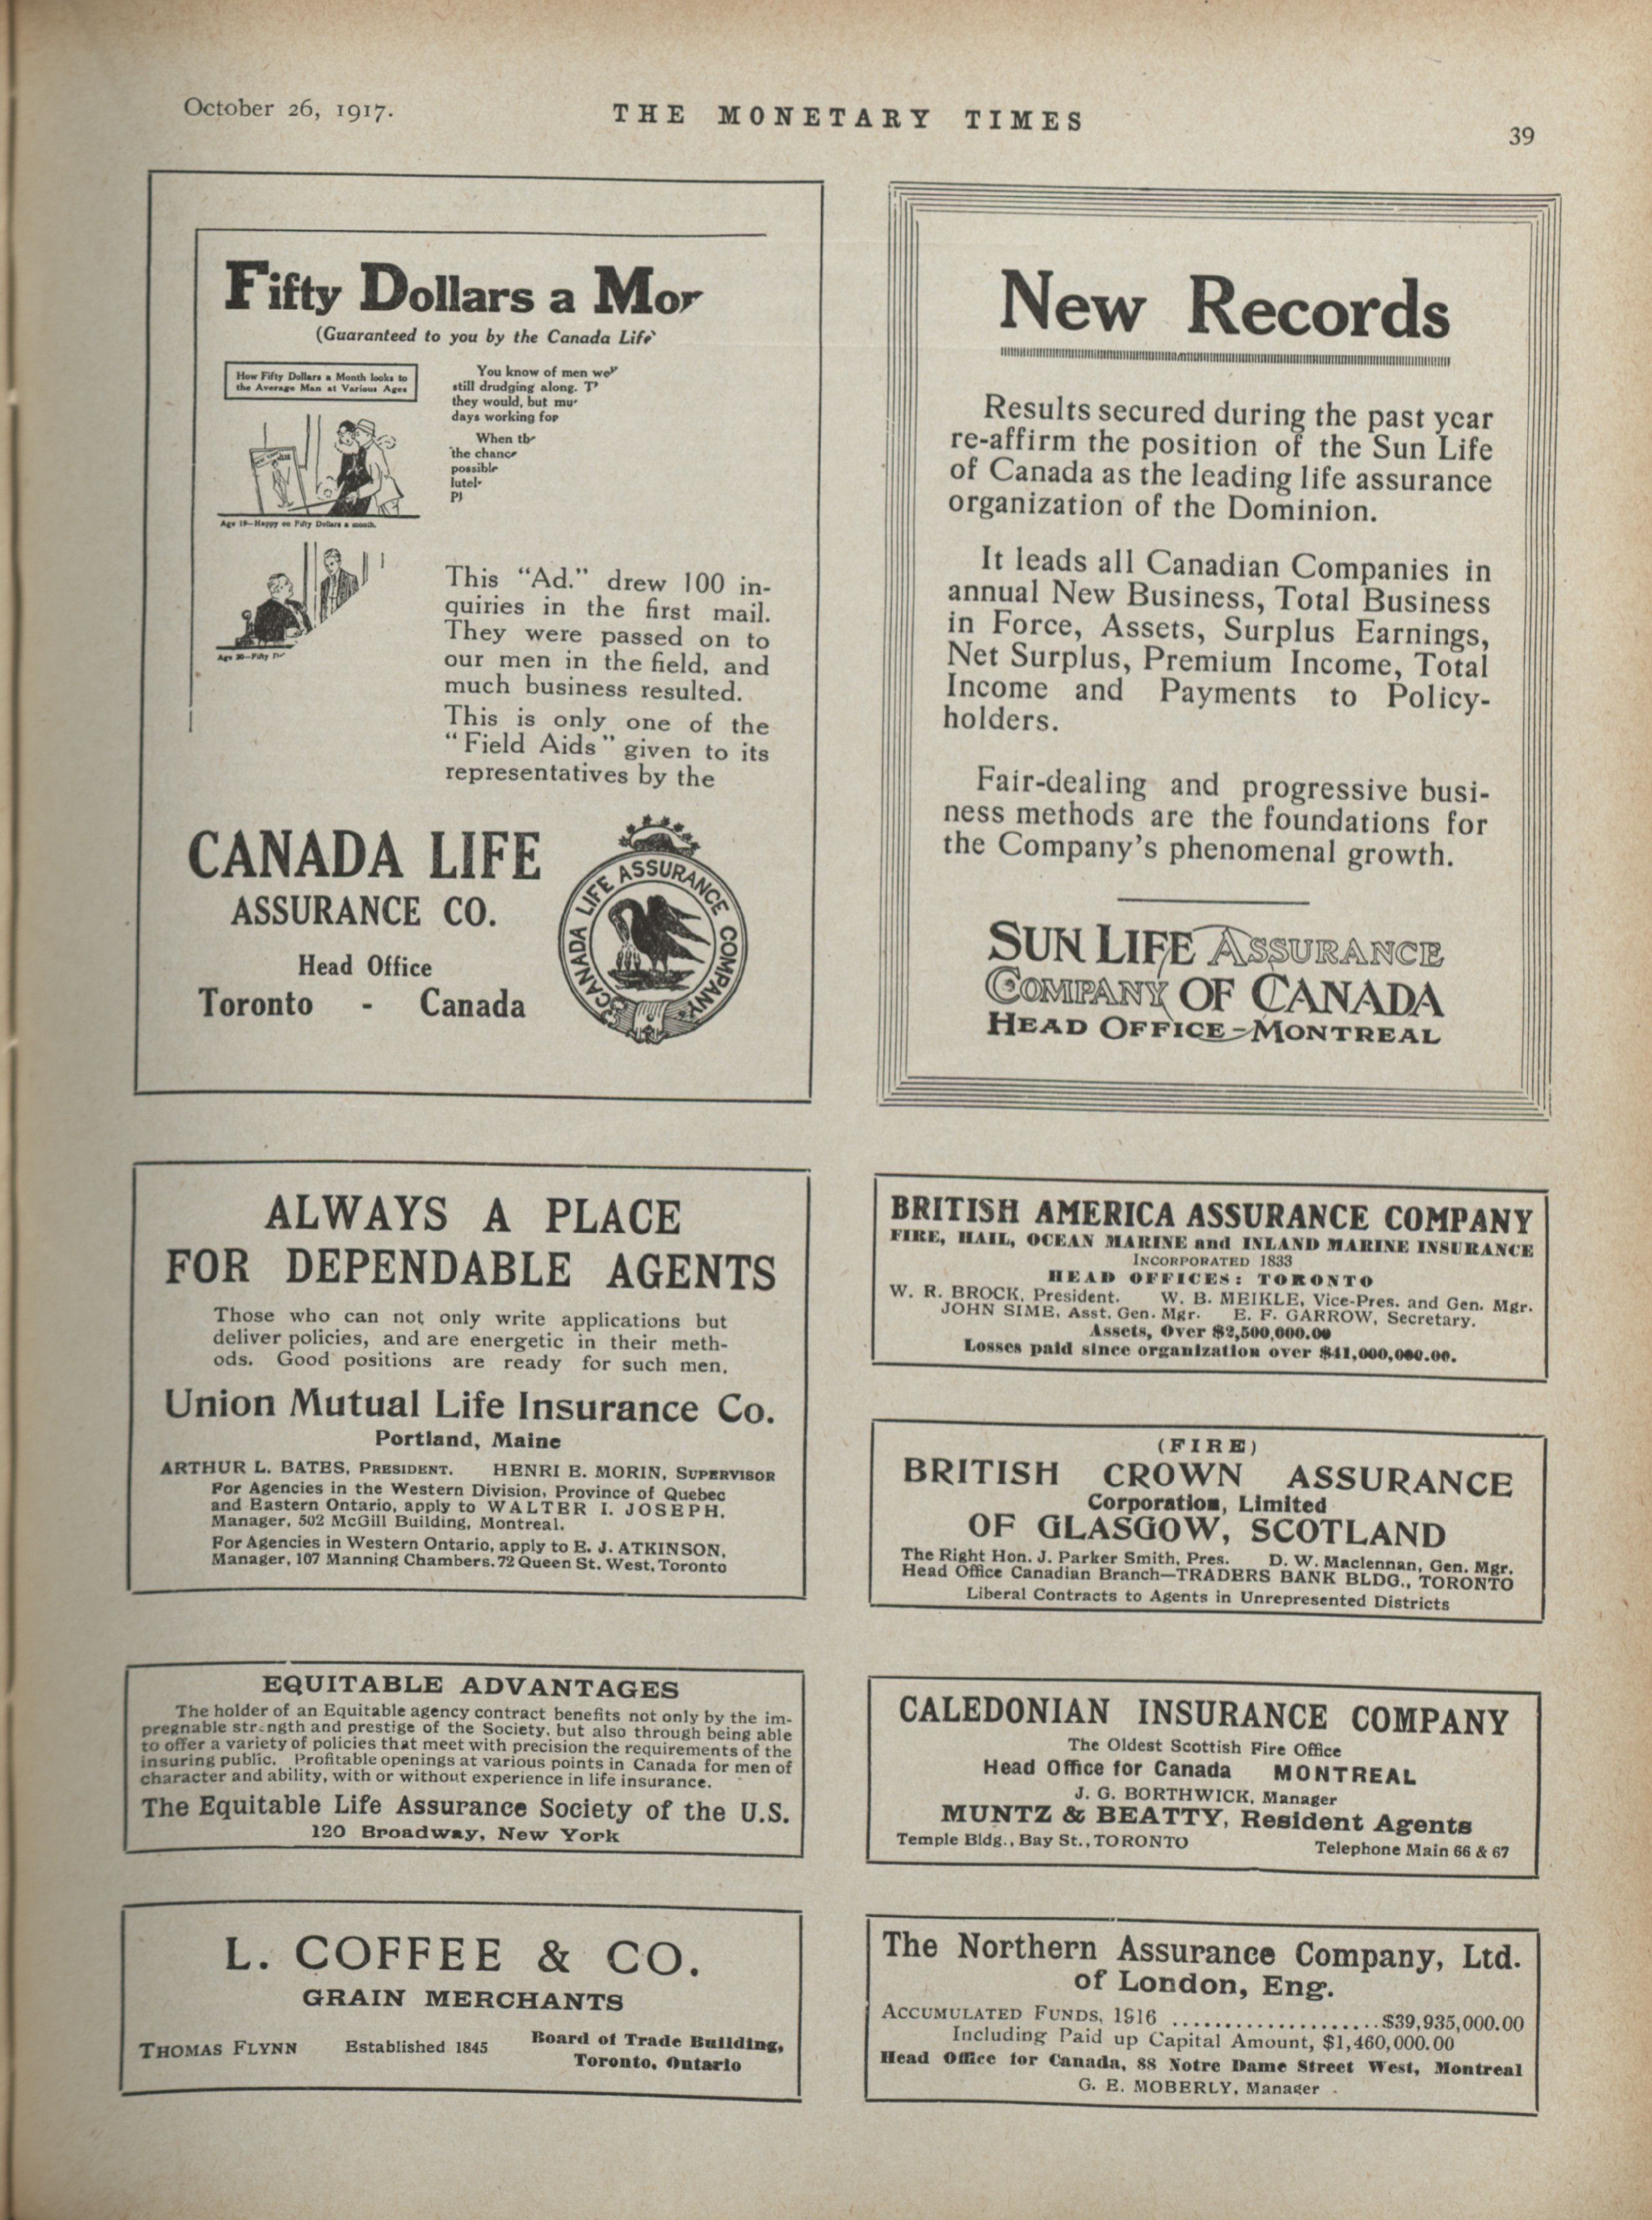 October 26, 1917.
THE MONETARY TIMES
39
Fifty Dollars a Mor
(Guaranteed to you by the Canada Life
How Fifty Dollars a Month looks to
the Average Man at Various Ages
You know of men we
still drudging along. T
they would, but mu
days working for
When th
the chance
possible
lutel
Pl
Age 19—Happy on Fifty Dollars a month.
This "Ad." drew 100 in-
quiries in the first mail.
They were passed on to
our men in the field, and
much business resulted.
This is only one of the
"Field Aids" given to its
representatives by the
CANADA LIFE
ASSURANCE CO.
Head Office
Toronto - Canada
CANADA LIFE ASSURANCE COMPANY
New Records
Results secured during the past year
re-affirm the position of the Sun Life
of Canada as the leading life assurance
organization of the Dominion.
It leads all Canadian Companies in
annual New Business, Total Business
in Force, Assets, Surplus Earnings,
Net Surplus, Premium Income, Total
Income and Payments to Policy-
holders.
Fair-dealing and progressive busi-
ness methods are the foundations for
the Company's phenomenal growth.
SUN LIFE ASSURANCE
COMPANY OF CANADA
HEAD OFFICE-MONTREAL
ALWAYS A PLACE
FOR DEPENDABLE AGENTS
Those who can not only write applications but
deliver policies, and are energetic in their meth-
ods. Good positions are ready for such men.
Union Mutual Life Insurance Co.
Portland, Maine
ARTHUR L. BATES, PRESIDENT. HENRI E. MORIN, SUPERVISOR
For Agencies in the Western Division, Province of Quebec
and Eastern Ontario, apply to WALTER I. JOSEPH,
Manager, 502 McGill Building, Montreal.
For Agencies in Western Ontario, apply to E. J. ATKINSON,
Manager, 107 Manning Chambers, 72 Queen St. West, Toronto
EQUITABLE ADVANTAGES
The holder of an Equitable agency contract benefits not only by the im-
pregnable strength and prestige of the Society, but also through being able
to offer a variety of policies that meet with precision the requirements of the
insuring public. Profitable openings at various points in Canada for men of
character and ability, with or without experience in life insurance.
The Equitable Life Assurance Society of the U.S.
120 Broadway, New York
L. COFFEE & CO.
GRAIN MERCHANTS
THOMAS FLYNN Established 1845 Board of Trade Building,
Toronto, Ontario
BRITISH AMERICA ASSURANCE COMPANY
FIRE, HAIL, OCEAN MARINE and INLAND MARINE INSURANCE
INCORPORATED 1833
HEAD OFFICES: TORONTO
W. R. BROCK, President. W. B. MEIKLE, Vice-Pres. and Gen. Mgr.
JOHN SIME, Asst. Gen. Mgr. E. F. GARROW, Secretary.
Assets, Over $2,500,000.00
Losses paid since organization over $41,000,000.00.
(FIRE)
BRITISH CROWN ASSURANCE
Corporation, Limited
OF GLASGOW, SCOTLAND
The Right Hon. J. Parker Smith, Pres. D. W. Maclennan, Gen. Mgr.
Head Office Canadian Branch—TRADERS BANK BLDG., TORONTO
Liberal Contracts to Agents in Unrepresented Districts
CALEDONIAN INSURANCE COMPANY
The Oldest Scottish Fire Office
Head Office for Canada MONTREAL
J. G. BORTHWICK, Manager
MUNTZ & BEATTY, Resident Agents
Temple Bldg., Bay St., TORONTO Telephone Main 66 & 67
The Northern Assurance Company, Ltd.
of London, Eng.
ACCUMULATED FUNDS, 1916 ....................$39,935,000.00
Including Paid up Capital Amount, $1,460,000.00
Head Office for Canada, 88 Notre Dame Street West, Montreal
G. E. MOBERLY, Manager